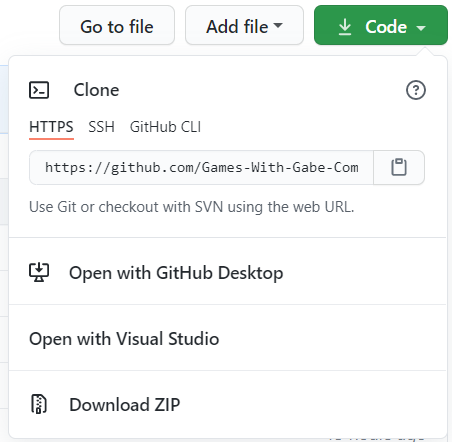 Go to file Add file Code
Clone
HTTPS SSH GitHub CLI
https://github.com/Games-With-Gabe-Com
Use Git or checkout with SVN using the web URL.
Open with GitHub Desktop
Open with Visual Studio
Download ZIP